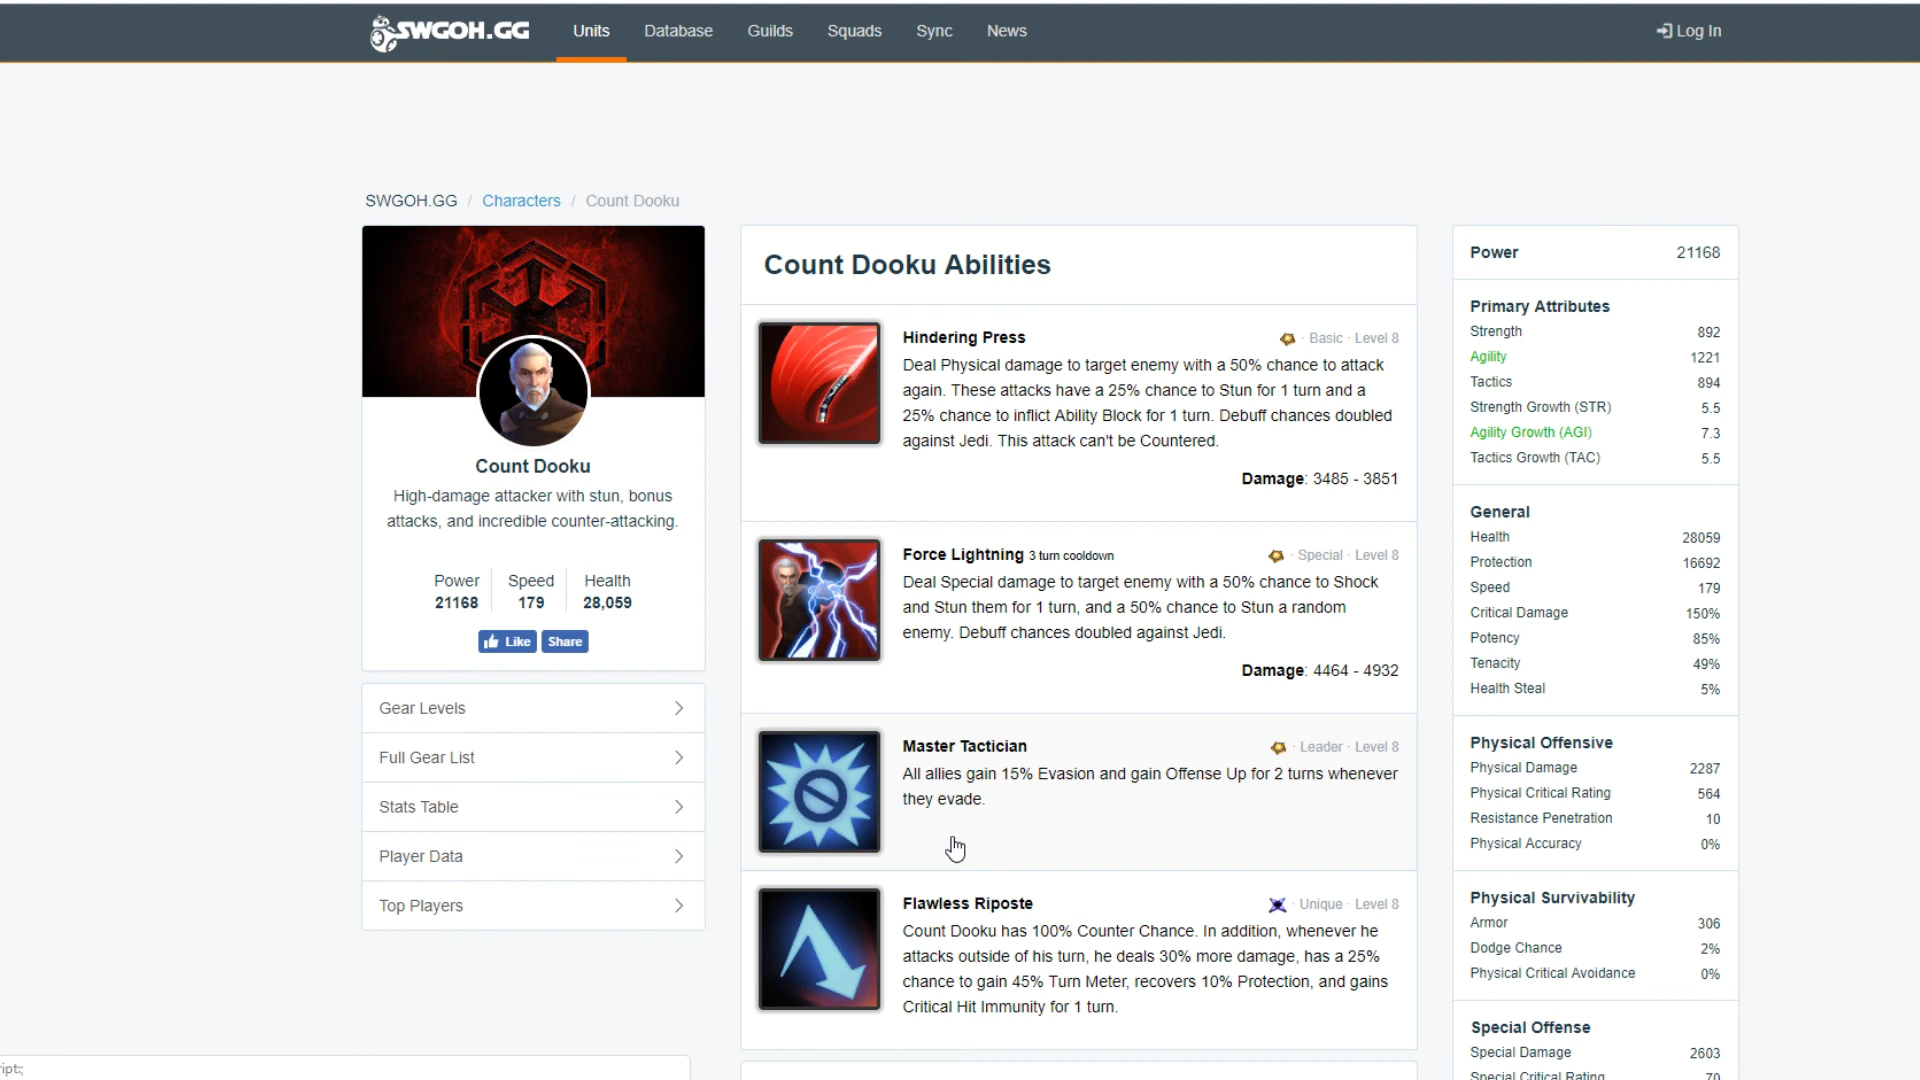 SWGOH.GG
Units
Database
Guilds
Squads
Sync
News
Log In
SWGOH.GG / Characters / Count Dooku
Count Dooku
High-damage attacker with stun, bonus
attacks, and incredible counter-attacking.
Power Speed Health
21168 179 28,059
Like Share
Gear Levels
Full Gear List
Stats Table
Player Data
Top Players
Count Dooku Abilities
Hindering Press · Basic · Level 8
Deal Physical damage to target enemy with a 50% chance to attack
again. These attacks have a 25% chance to Stun for 1 turn and a
25% chance to inflict Ability Block for 1 turn. Debuff chances doubled
against Jedi. This attack can't be Countered.
Damage: 3485 - 3851
Force Lightning 3 turn cooldown · Special · Level 8
Deal Special damage to target enemy with a 50% chance to Shock
and Stun them for 1 turn, and a 50% chance to Stun a random
enemy. Debuff chances doubled against Jedi.
Damage: 4464 - 4932
Master Tactician · Leader · Level 8
All allies gain 15% Evasion and gain Offense Up for 2 turns whenever
they evade.
Flawless Riposte · Unique · Level 8
Count Dooku has 100% Counter Chance. In addition, whenever he
attacks outside of his turn, he deals 30% more damage, has a 25%
chance to gain 45% Turn Meter, recovers 10% Protection, and gains
Critical Hit Immunity for 1 turn.
Power 21168
Primary Attributes
Strength 892
Agility 1221
Tactics 894
Strength Growth (STR) 5.5
Agility Growth (AGI) 7.3
Tactics Growth (TAC) 5.5
General
Health 28059
Protection 16692
Speed 179
Critical Damage 150%
Potency 85%
Tenacity 49%
Health Steal 5%
Physical Offensive
Physical Damage 2287
Physical Critical Rating 564
Resistance Penetration 10
Physical Accuracy 0%
Physical Survivability
Armor 306
Dodge Chance 2%
Physical Critical Avoidance 0%
Special Offense
Special Damage 2603
Special Critical Rating 70
ript:;